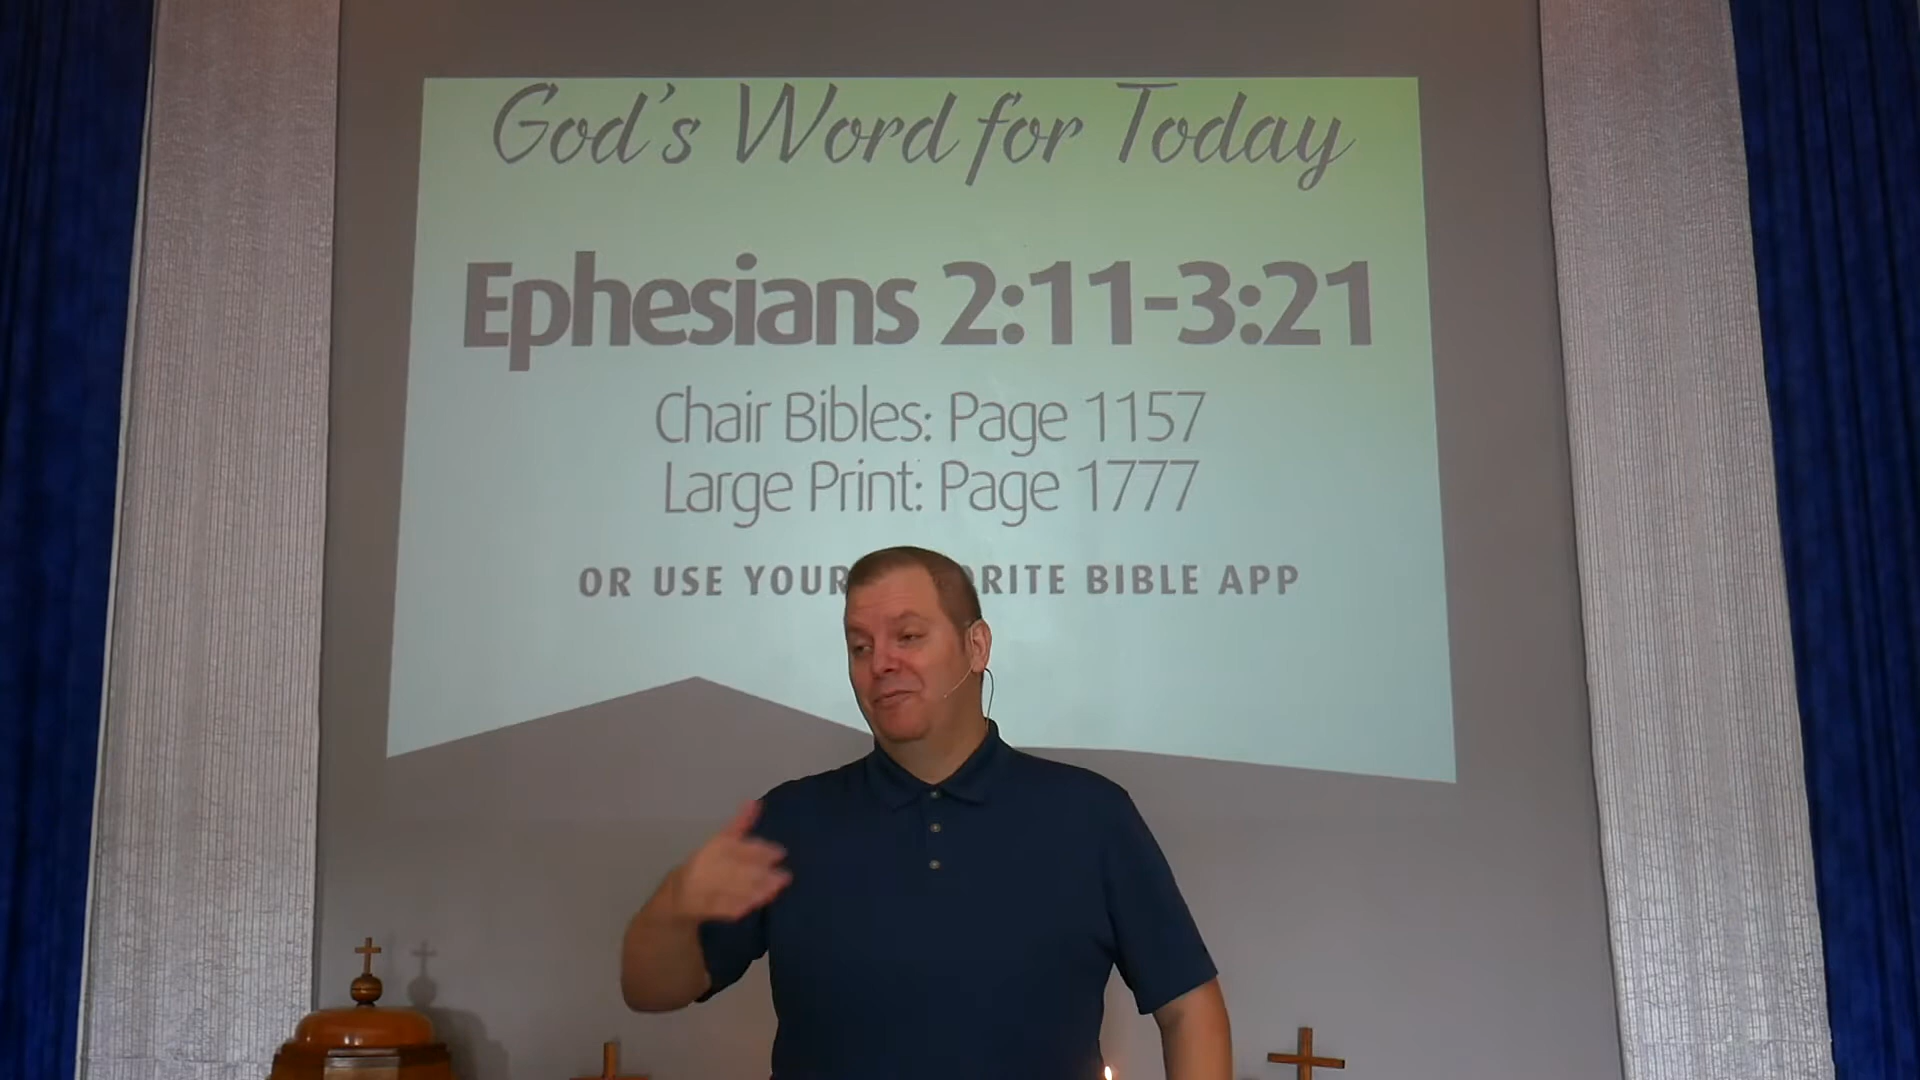 God's Word for Today
Ephesians 2:11-3:21
Chair Bibles: Page 1157
Large Print: Page 1777
OR USE YOUR RITE BIBLE APP